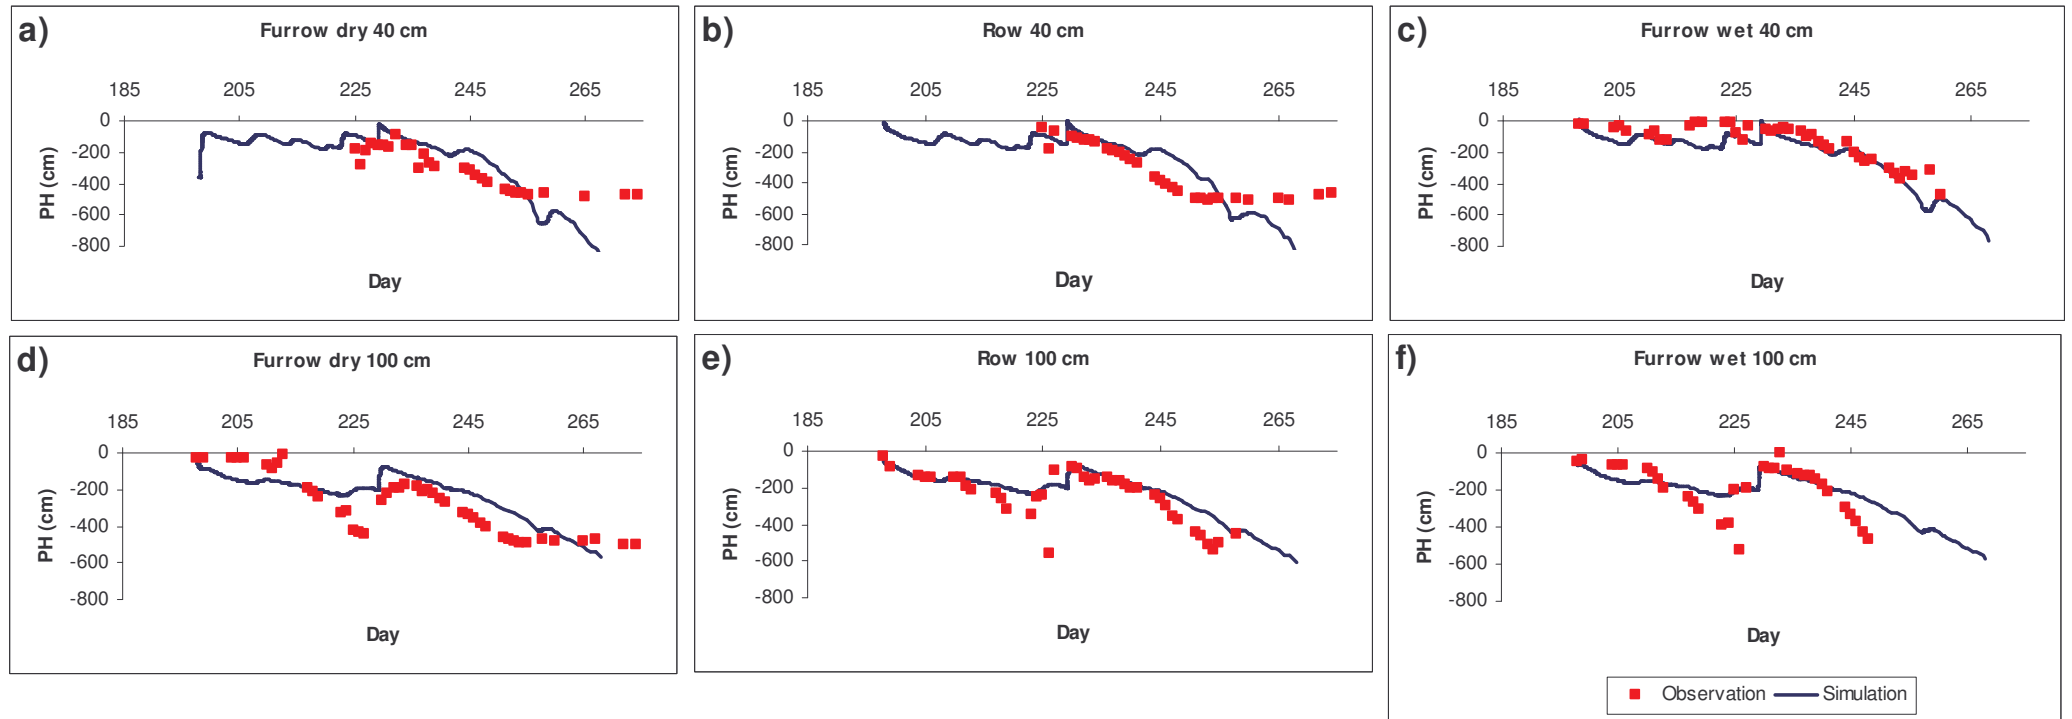 a)
Furrow dry 40 cm
185 205 225 245 265
0
-200
-400
-600
-800
PH (cm)
Day
b)
Row 40 cm
185 205 225 245 265
0
-200
-400
-600
-800
PH (cm)
Day
c)
Furrow wet 40 cm
185 205 225 245 265
0
-200
-400
-600
-800
PH (cm)
Day
d)
Furrow dry 100 cm
185 205 225 245 265
0
-200
-400
-600
-800
PH (cm)
Day
e)
Row 100 cm
185 205 225 245 265
0
-200
-400
-600
-800
PH (cm)
Day
f)
Furrow wet 100 cm
185 205 225 245 265
0
-200
-400
-600
-800
PH (cm)
Day
Observation Simulation